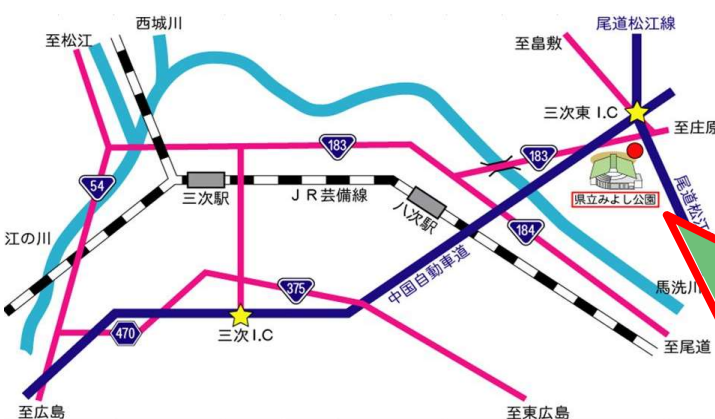 西城川
尾道松江線
至松江
至畠敷
三次東 I.C
至庄原
183
183
54
三次駅
JR芸備線
八次駅
県立みよし公園
尾道松江
184
江の川
中国自動車道
375
馬洗川
470
三次I.C
至尾道
至広島
至東広島